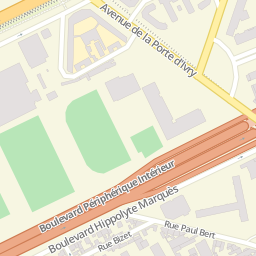 Avenue de la Porte d'Ivry
Boulevard Périphérique Intérieur
Boulevard Hippolyte Marquès
Rue Paul Bert
Rue Bizet